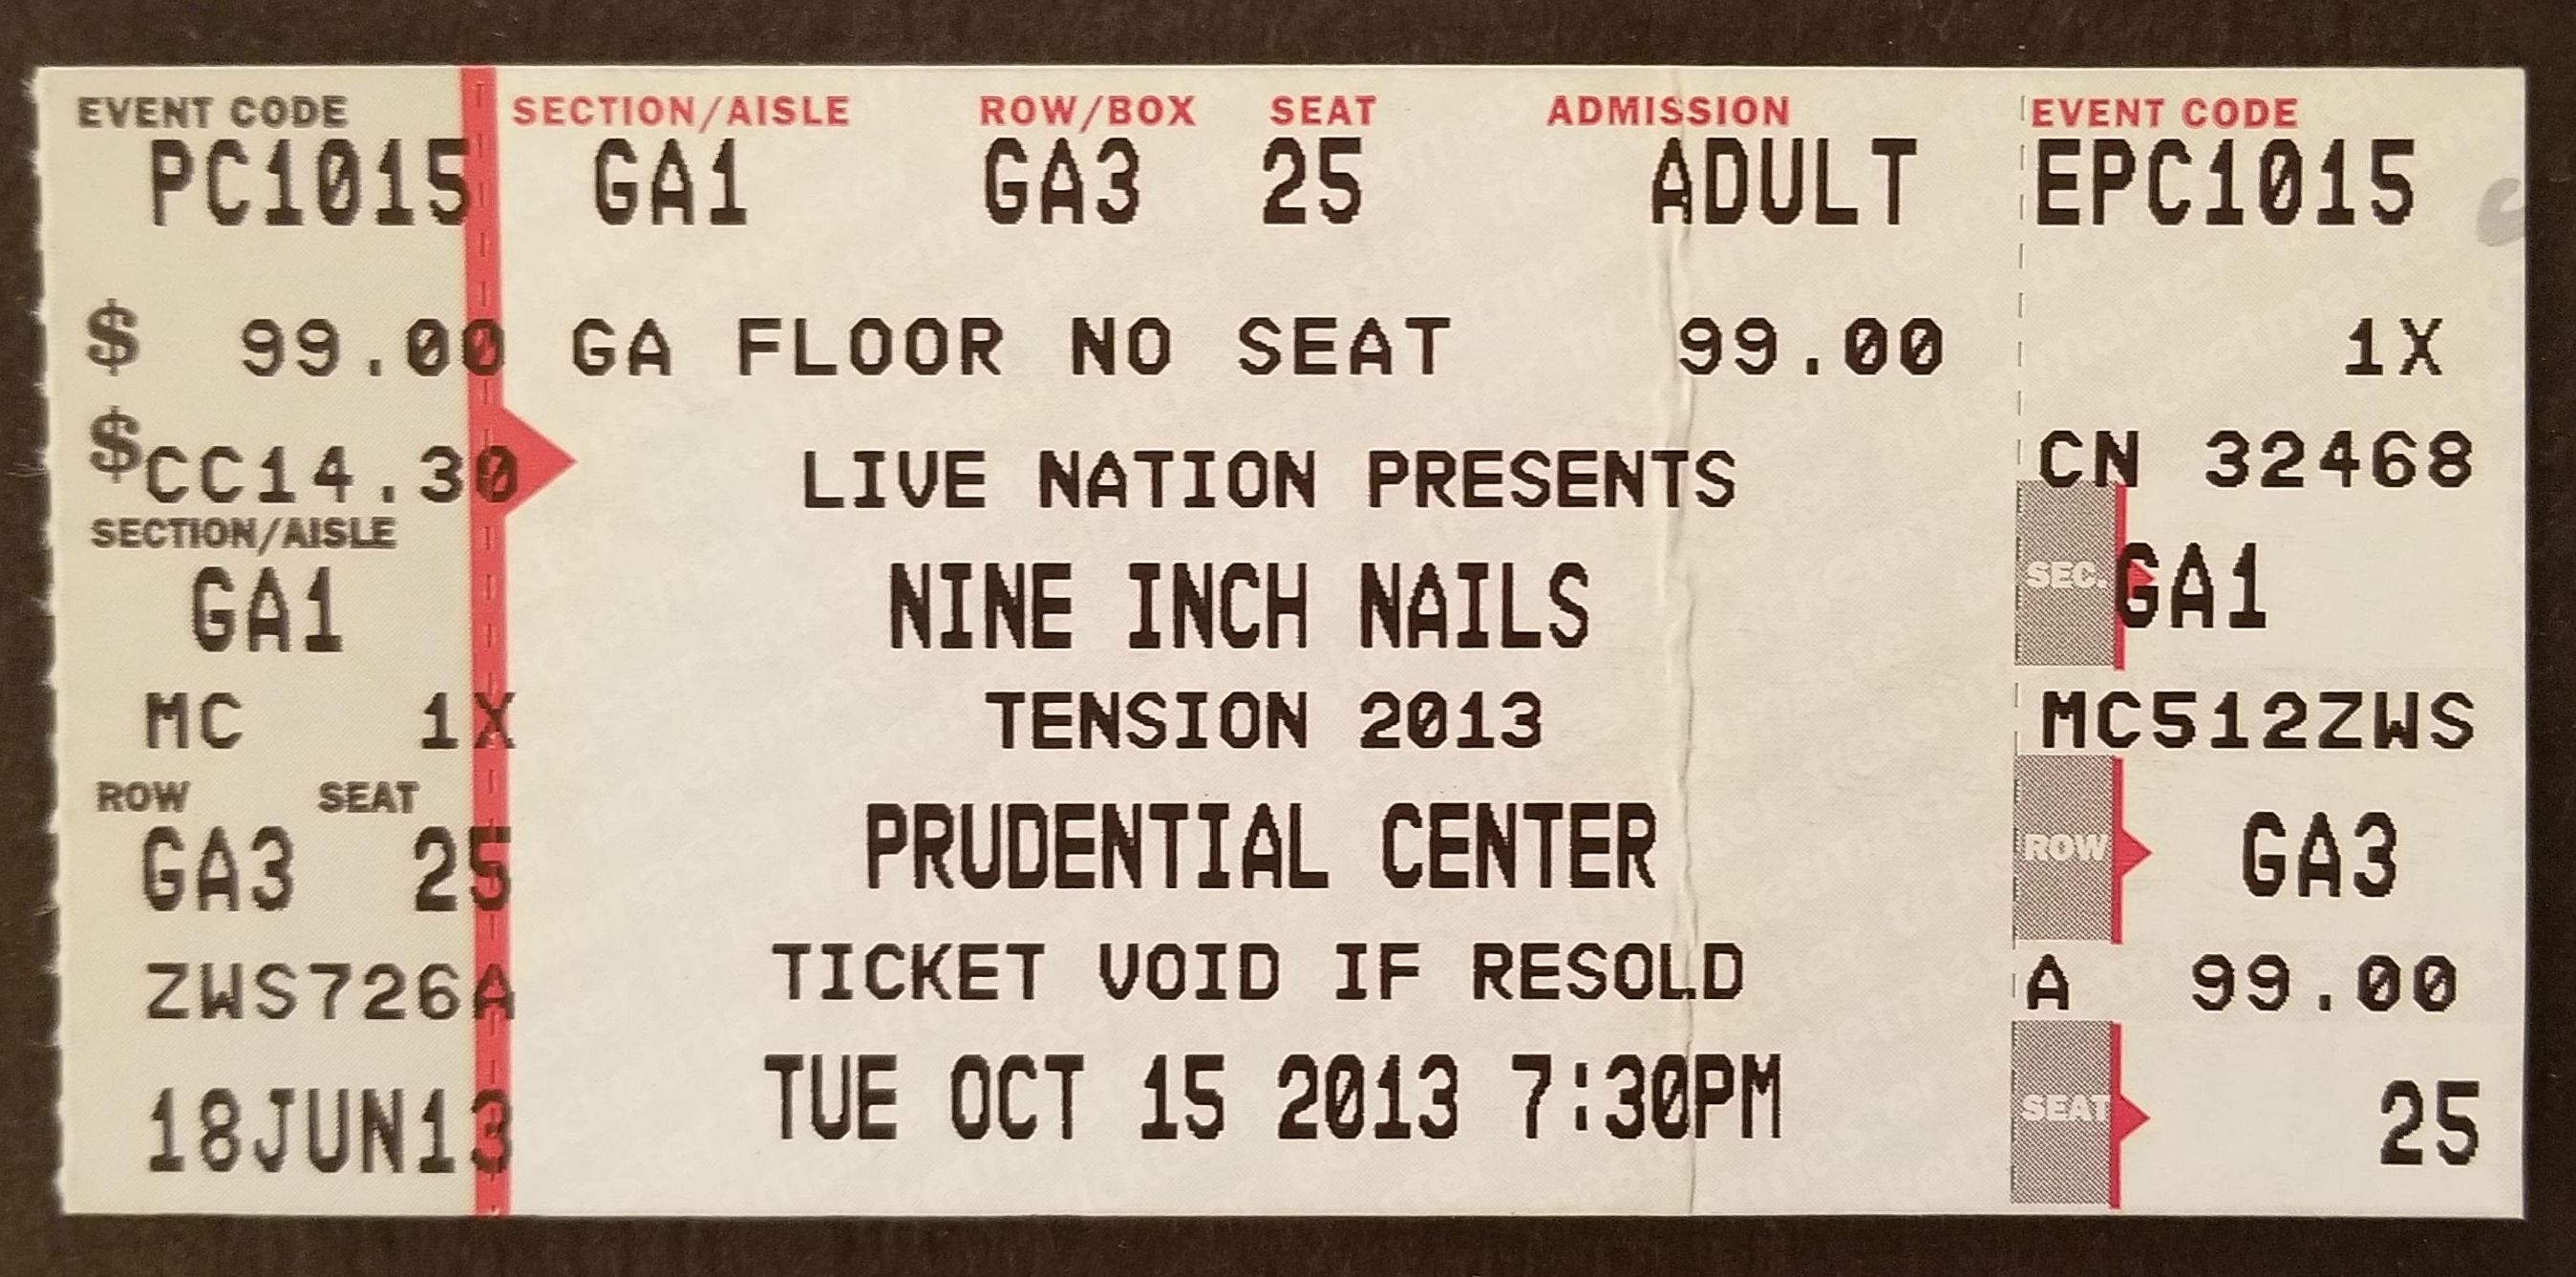 EVENT CODE
PC1015
$ 99.00
$CC14.30
SECTION/AISLE
GA1
MC 1X
ROW SEAT
GA3 25
ZWS726A
18JUN13
SECTION/AISLE ROW/BOX SEAT ADMISSION
GA1 GA3 25 ADULT
GA FLOOR NO SEAT 99.00
LIVE NATION PRESENTS
NINE INCH NAILS
TENSION 2013
PRUDENTIAL CENTER
TICKET VOID IF RESOLD
TUE OCT 15 2013 7:30PM
EVENT CODE
EPC1015
1X
CN 32468
SEC. GA1
MC512ZWS
ROW GA3
A 99.00
SEAT 25